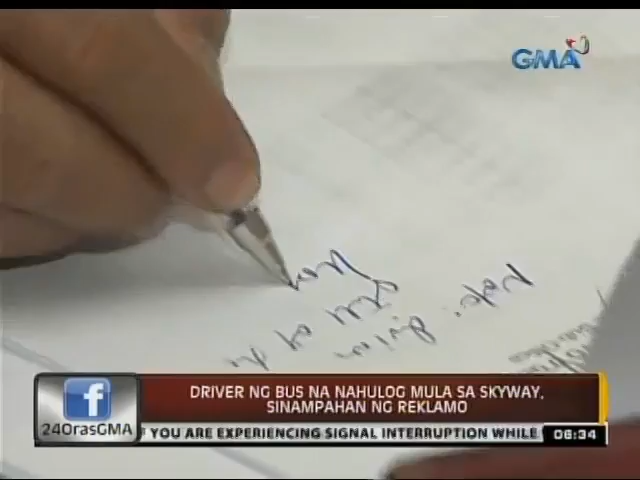 GMA
DRIVER NG BUS NA NAHULOG MULA SA SKYWAY,
SINAMPAHAN NG REKLAMO
24OrasGMA
YOU ARE EXPERIENCING SIGNAL INTERRUPTION WHILE
06:34